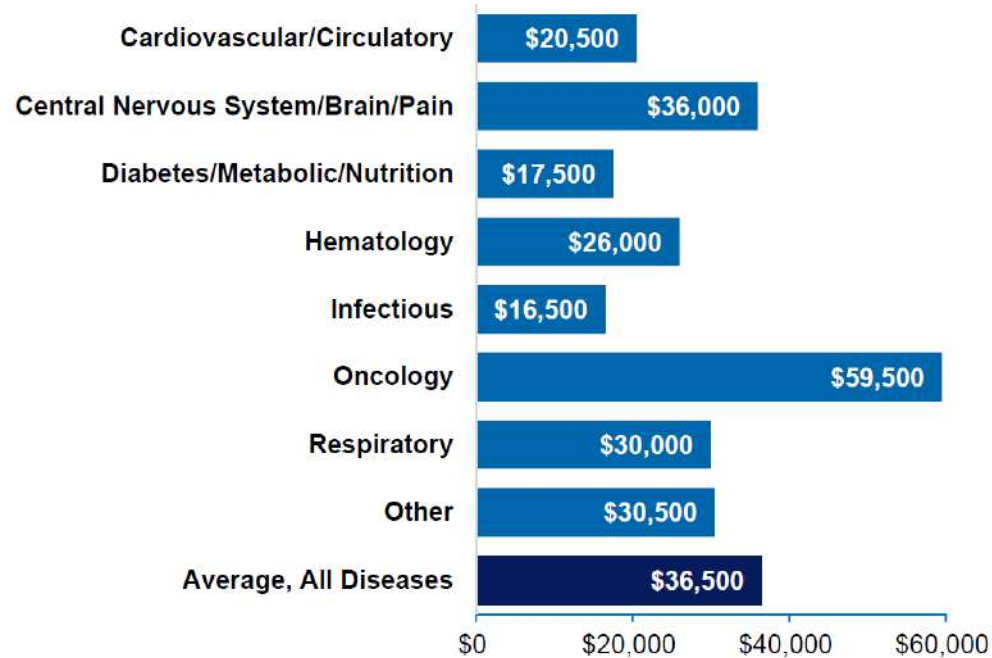 Cardiovascular/Circulatory $20,500
Central Nervous System/Brain/Pain $36,000
Diabetes/Metabolic/Nutrition $17,500
Hematology $26,000
Infectious $16,500
Oncology $59,500
Respiratory $30,000
Other $30,500
Average, All Diseases $36,500
$0 $20,000 $40,000 $60,000